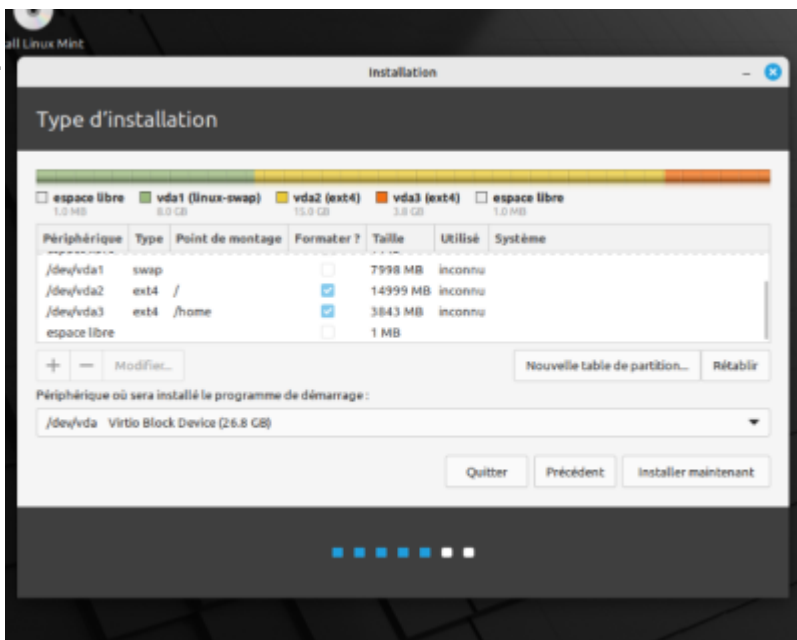 all Linux Mint
Installation
Type d'installation
espace libre vda1 (linux-swap) vda2 (ext4) vda3 (ext4) espace libre
1.0 MB 8.0 GB 15.0 GB 3.8 GB 1.0 MB
Périphérique Type Point de montage Formater ? Taille Utilisé Système
/dev/vda1 swap 7998 MB inconnu
/dev/vda2 ext4 / 14999 MB inconnu
/dev/vda3 ext4 /home 3843 MB inconnu
espace libre 1 MB
+ — Modifier... Nouvelle table de partition... Rétablir
Périphérique où sera installé le programme de démarrage :
/dev/vda Virtio Block Device (26.8 GB)
Quitter Précédent Installer maintenant